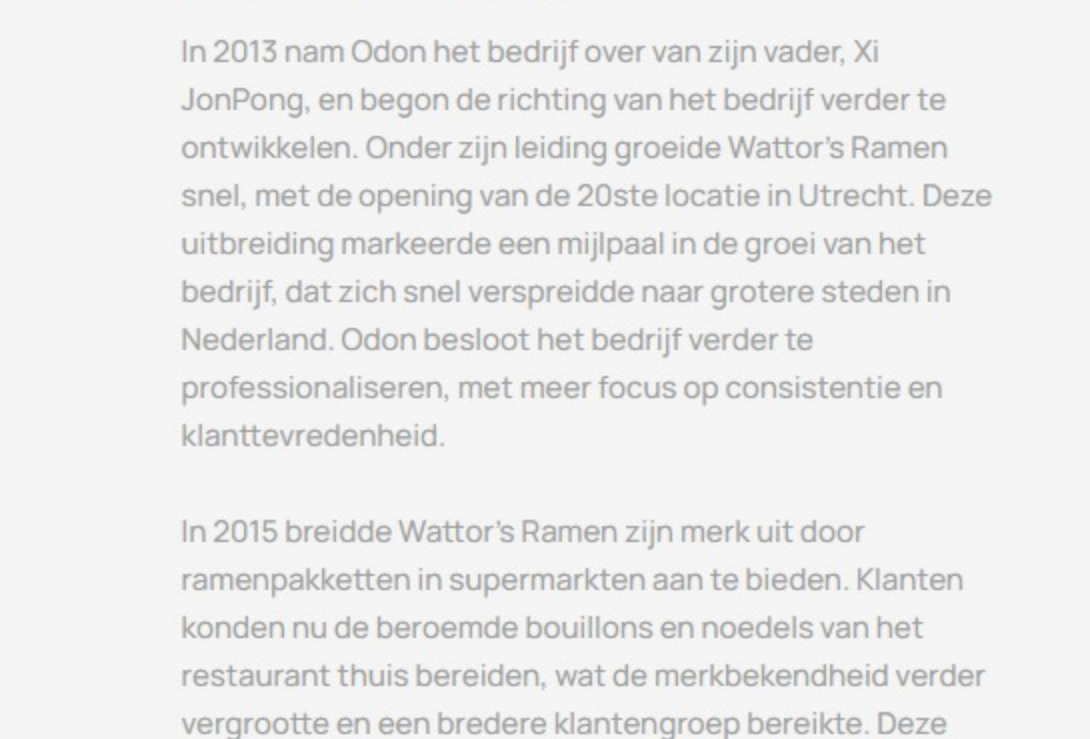 In 2013 nam Odon het bedrijf over van zijn vader, Xi
JonPong, en begon de richting van het bedrijf verder te
ontwikkelen. Onder zijn leiding groeide Wattor's Ramen
snel, met de opening van de 20ste locatie in Utrecht. Deze
uitbreiding markeerde een mijlpaal in de groei van het
bedrijf, dat zich snel verspreidde naar grotere steden in
Nederland. Odon besloot het bedrijf verder te
professionaliseren, met meer focus op consistentie en
klanttevredenheid.
In 2015 breidde Wattor's Ramen zijn merk uit door
ramenpakketten in supermarkten aan te bieden. Klanten
konden nu de beroemde bouillons en noedels van het
restaurant thuis bereiden, wat de merkbekendheid verder
vergrootte en een bredere klantengroep bereikte. Deze